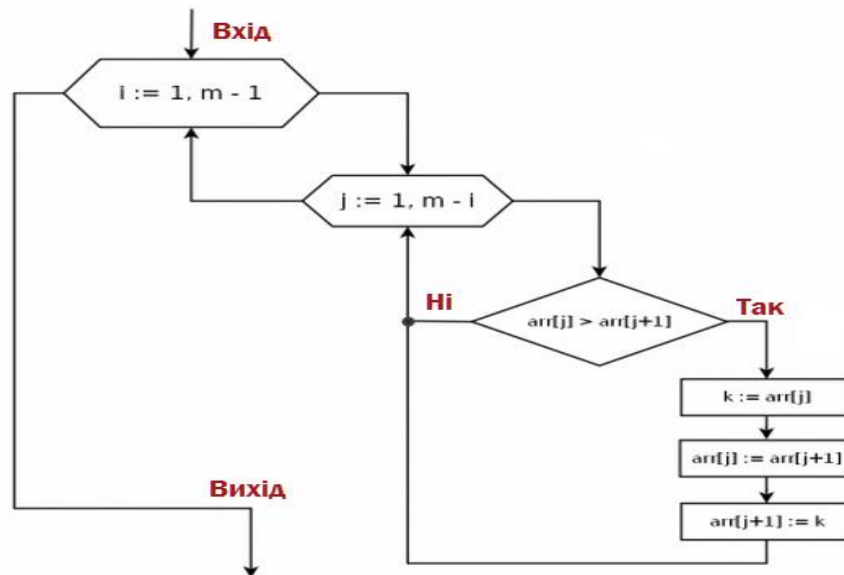 Вхід
i := 1, m - 1
j := 1, m - i
Ні
Так
arr[j] > arr[j+1]
k := arr[j]
arr[j] := arr[j+1]
Вихід
arr[j+1] := k